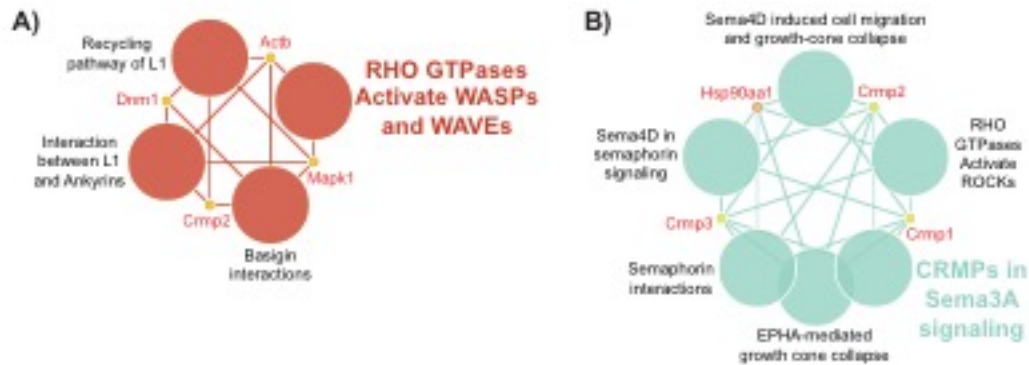 A)
Recycling
pathway of L1
Actb
RHO GTPases
Activate WASPs
and WAVEs
Dnm1
Interaction
between L1
and Ankyrins
Mapk1
Crmp2
Basigin
interactions
B)
Sema4D induced cell migration
and growth-cone collapse
Hsp90aa1
Crmp2
Sema4D in
semaphorin
signaling
RHO
GTPases
Activate
ROCKs
Crmp3
Crmp1
Semaphorin
interactions
CRMPs in
Sema3A
signaling
EPHA-mediated
growth cone collapse